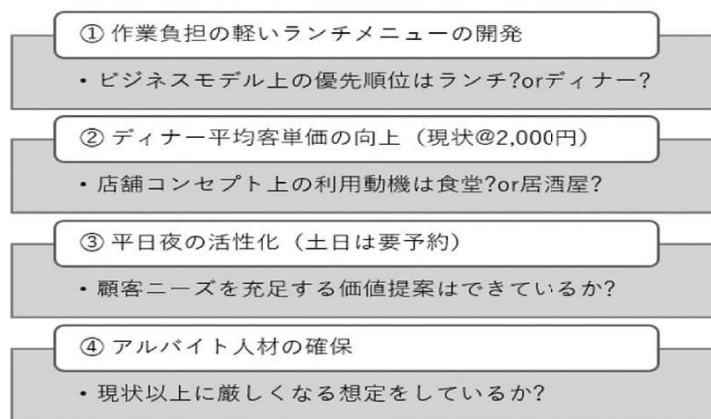 ① 作業負担の軽いランチメニューの開発
・ビジネスモデル上の優先順位はランチ?orディナー?
② ディナー平均客単価の向上（現状@2,000円）
・店舗コンセプト上の利用動機は食堂?or居酒屋?
③ 平日夜の活性化（土日は要予約）
・顧客ニーズを充足する価値提案はできているか?
④ アルバイト人材の確保
・現状以上に厳しくなる想定をしているか?